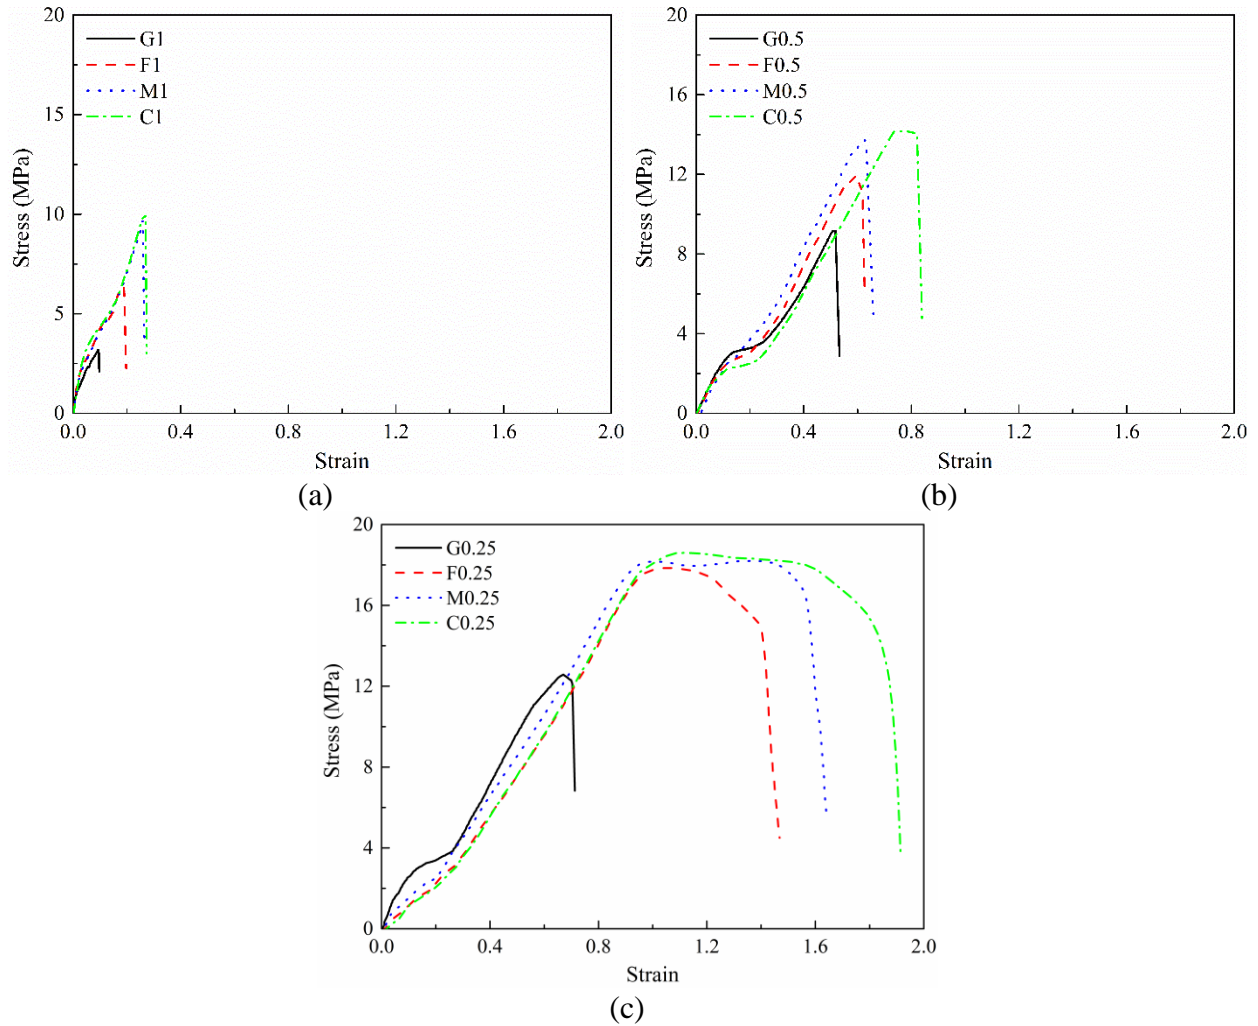 20
15
10
5
0
Stress (MPa)
G1
F1
M1
C1
0.0 0.4 0.8 1.2 1.6 2.0
Strain
(a)
20
16
12
8
4
0
Stress (MPa)
G0.5
F0.5
M0.5
C0.5
0.0 0.4 0.8 1.2 1.6 2.0
Strain
(b)
20
16
12
8
4
0
Stress (MPa)
G0.25
F0.25
M0.25
C0.25
0.0 0.4 0.8 1.2 1.6 2.0
Strain
(c)